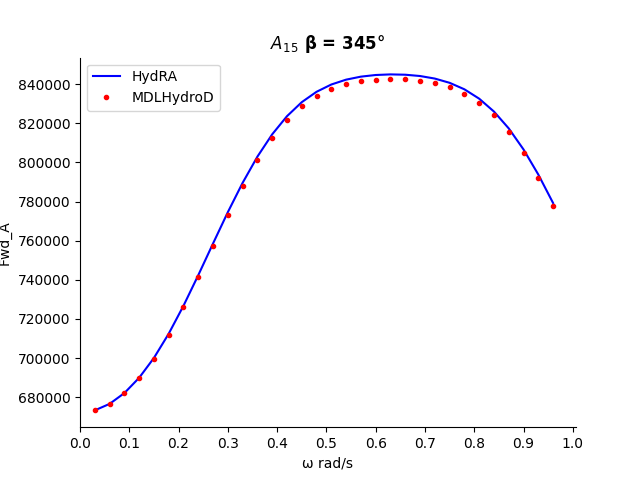 A15 β = 345°
HydRA
MDLHydroD
Fwd_A
840000
820000
800000
780000
760000
740000
720000
700000
680000
0.0 0.1 0.2 0.3 0.4 0.5 0.6 0.7 0.8 0.9 1.0
ω rad/s